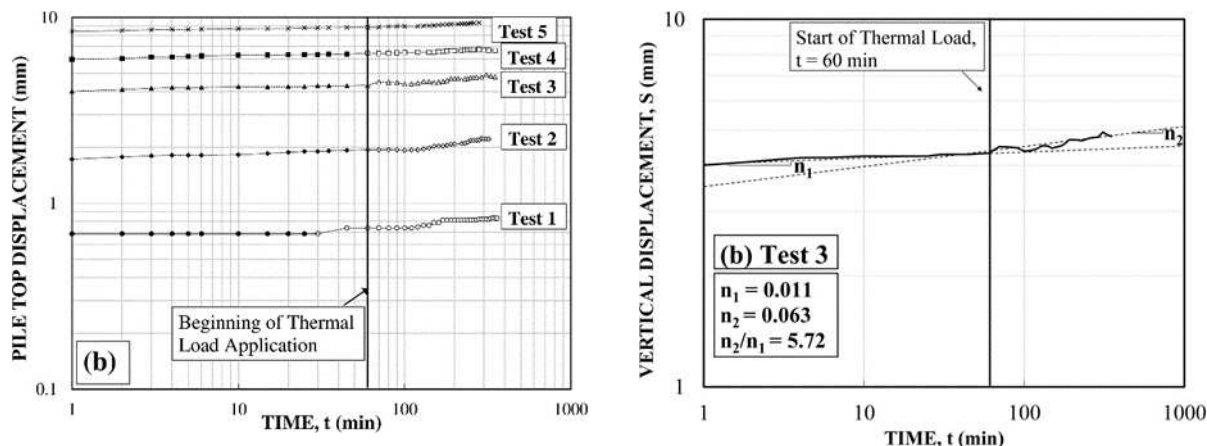 PILE TOP DISPLACEMENT (mm)
10
1
0.1
Test 5
Test 4
Test 3
Test 2
Test 1
Beginning of Thermal
Load Application
(b)
1
10
100
1000
TIME, t (min)
VERTICAL DISPLACEMENT, S (mm)
10
1
Start of Thermal Load,
t = 60 min
n₁
n₂
(b) Test 3
n₁ = 0.011
n₂ = 0.063
n₂/n₁ = 5.72
1
10
100
1000
TIME, t (min)